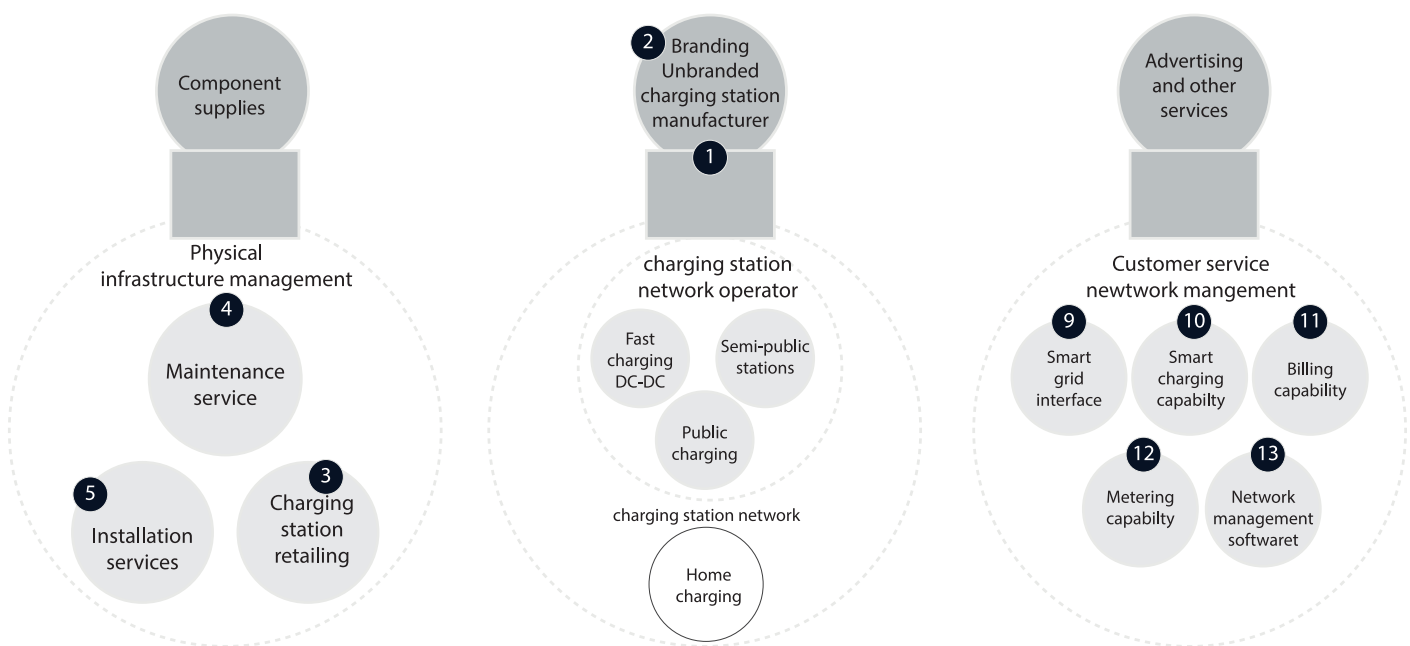 Component
supplies
Physical
infrastructure management
4
Maintenance
service
5
Installation
services
3
Charging
station
retailing
2
Branding
Unbranded
charging station
manufacturer
1
charging station
network operator
Fast
charging
DC-DC
Semi-public
stations
Public
charging
charging station network
Home
charging
Advertising
and other
services
Customer service
newtwork mangement
9
Smart
grid
interface
10
Smart
charging
capabilty
11
Billing
capability
12
Metering
capabilty
13
Network
management
softwaret